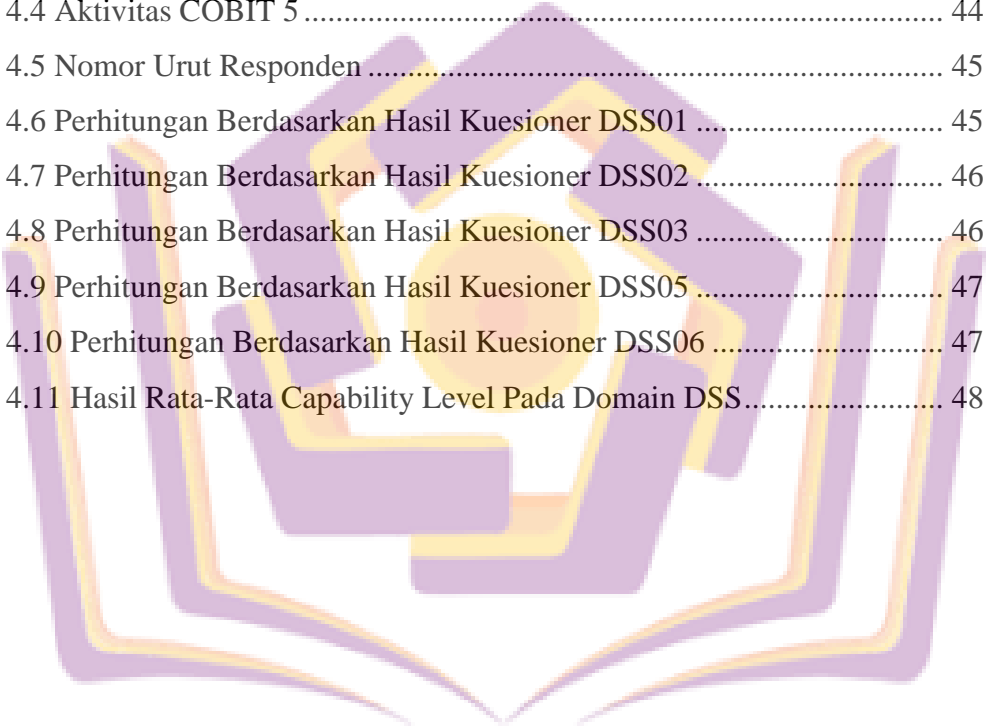 4.4 Aktivitas COBIT 5 ................................................................................ 44
4.5 Nomor Urut Responden ........................................................................ 45
4.6 Perhitungan Berdasarkan Hasil Kuesioner DSS01 ............................... 45
4.7 Perhitungan Berdasarkan Hasil Kuesioner DSS02 ............................... 46
4.8 Perhitungan Berdasarkan Hasil Kuesioner DSS03 ............................... 46
4.9 Perhitungan Berdasarkan Hasil Kuesioner DSS05 ............................... 47
4.10 Perhitungan Berdasarkan Hasil Kuesioner DSS06 ............................. 47
4.11 Hasil Rata-Rata Capability Level Pada Domain DSS ......................... 48